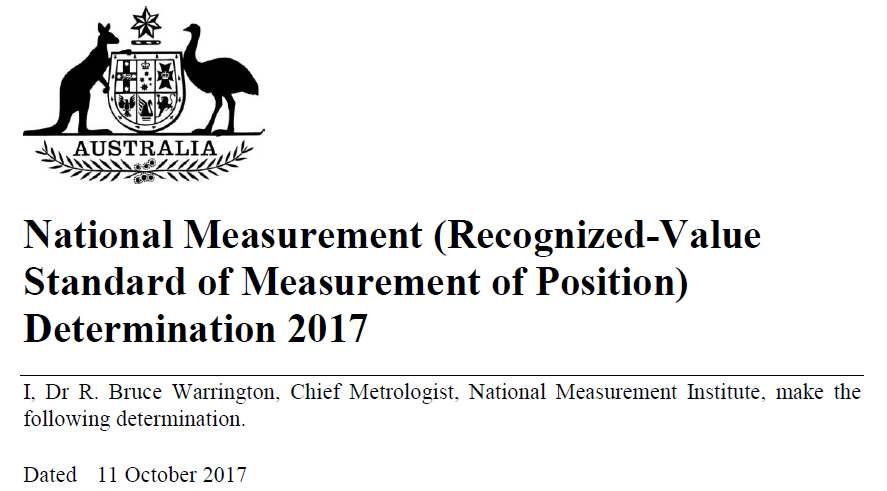 AUSTRALIA
National Measurement (Recognized-Value
Standard of Measurement of Position)
Determination 2017
I, Dr R. Bruce Warrington, Chief Metrologist, National Measurement Institute, make the
following determination.
Dated 11 October 2017